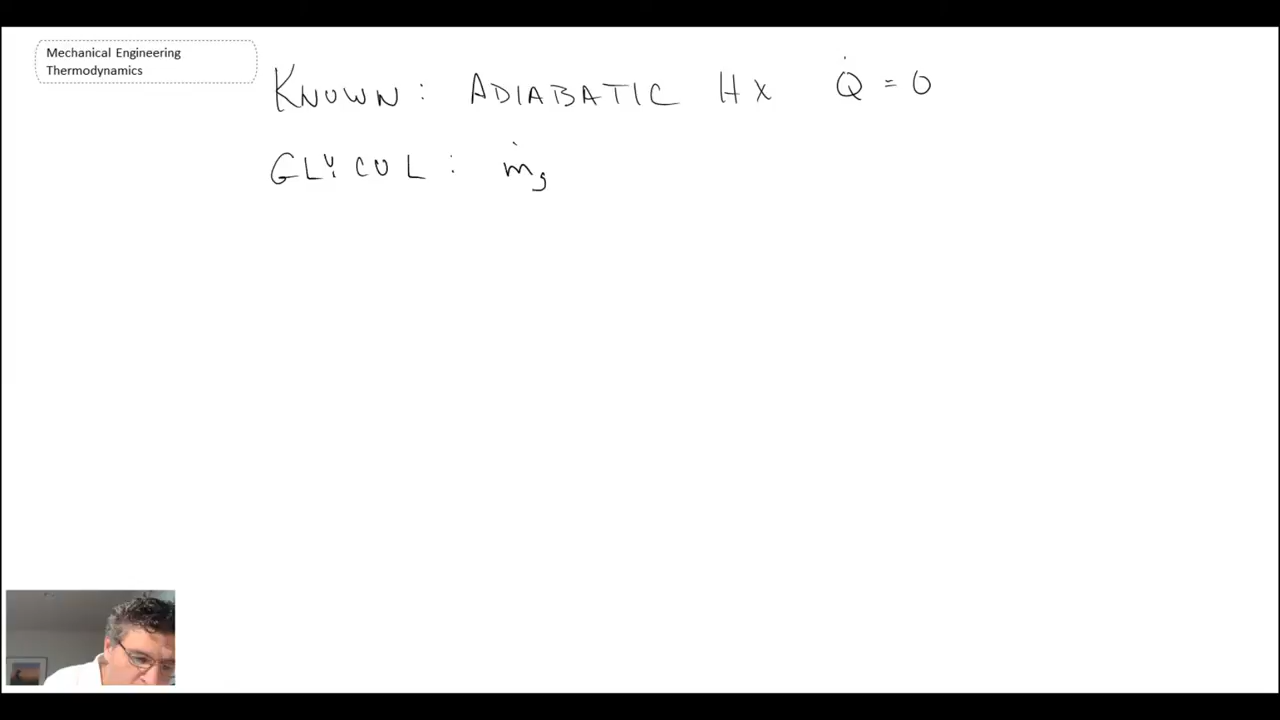 Mechanical Engineering
Thermodynamics
KNOWN: ADIABATIC HX Q̇ = 0
GLYCOL: ṁg